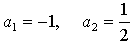 a₁ = −1,   a₂ = 1/2